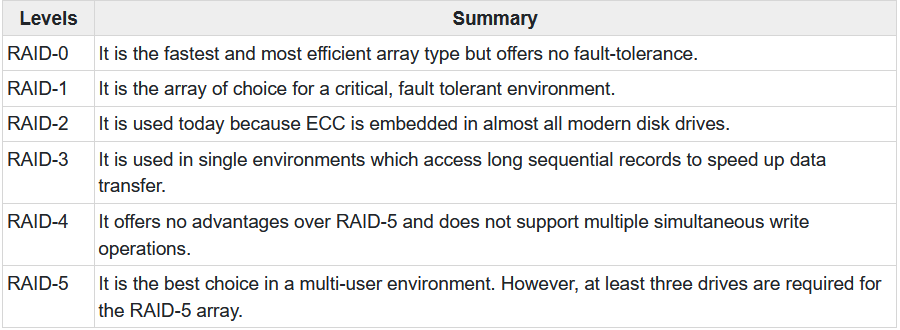 Levels Summary
RAID-0 It is the fastest and most efficient array type but offers no fault-tolerance.
RAID-1 It is the array of choice for a critical, fault tolerant environment.
RAID-2 It is used today because ECC is embedded in almost all modern disk drives.
RAID-3 It is used in single environments which access long sequential records to speed up data
transfer.
RAID-4 It offers no advantages over RAID-5 and does not support multiple simultaneous write
operations.
RAID-5 It is the best choice in a multi-user environment. However, at least three drives are required for
the RAID-5 array.